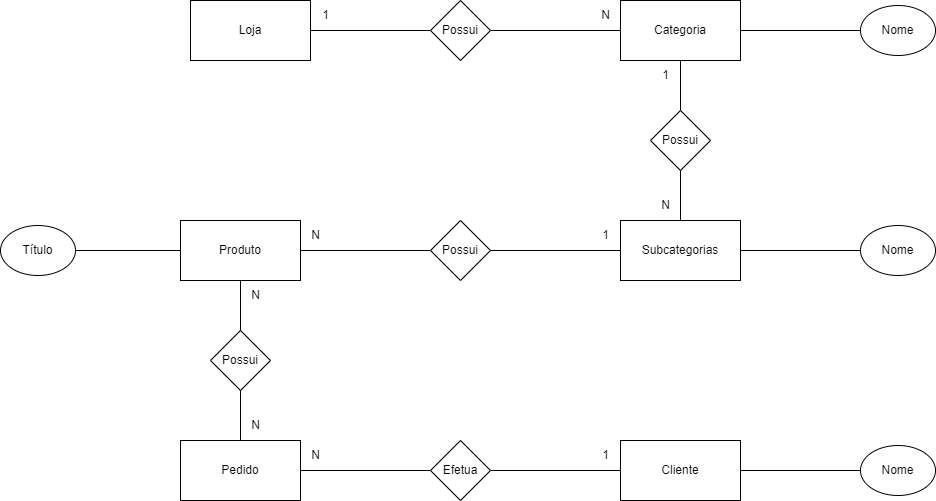 Loja
1
Possui
N
Categoria
Nome
1
Possui
N
Título
Produto
N
Possui
1
Subcategorias
Nome
N
Possui
N
Pedido
N
Efetua
1
Cliente
Nome